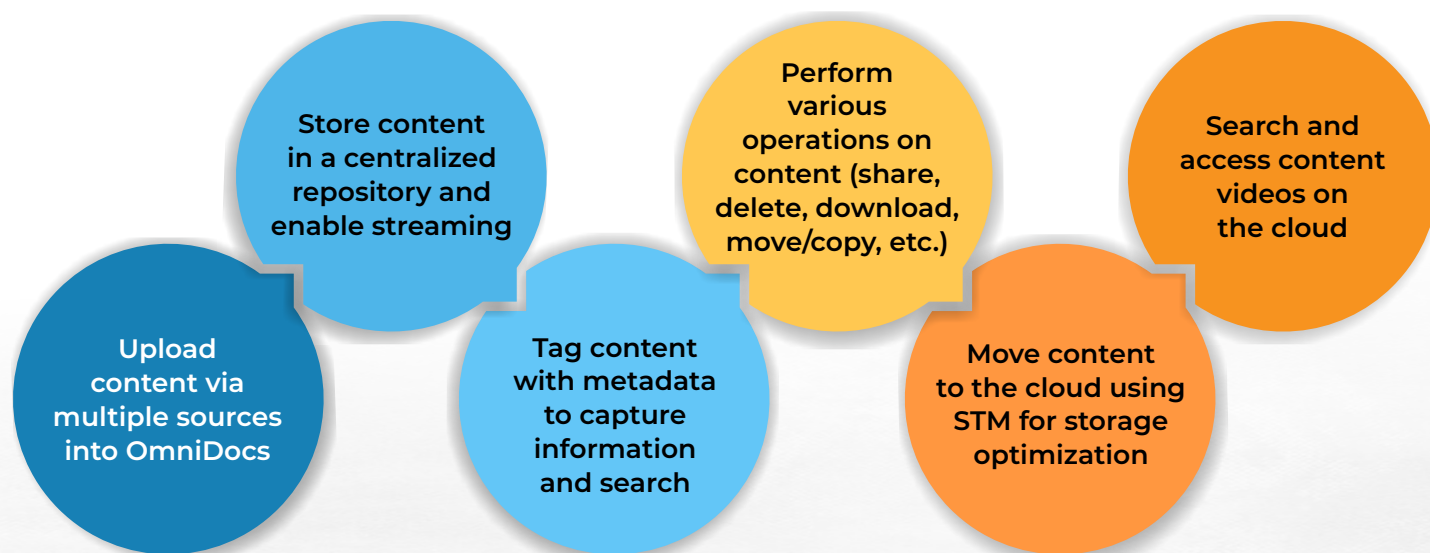 Upload
content via
multiple sources
into OmniDocs
Store content
in a centralized
repository and
enable streaming
Tag content
with metadata
to capture
information
and search
Perform
various
operations on
content (share,
delete, download,
move/copy, etc.)
Move content
to the cloud using
STM for storage
optimization
Search and
access content
videos on
the cloud